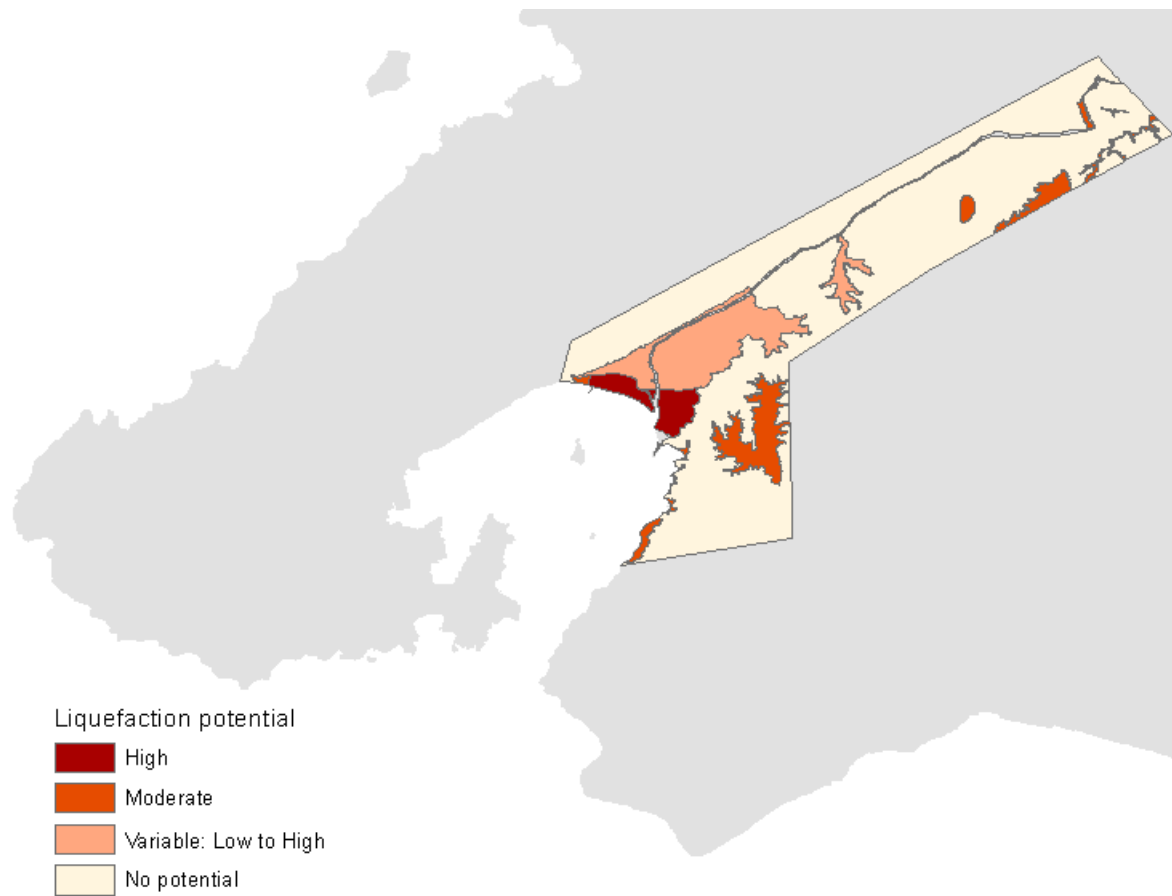 Liquefaction potential
High
Moderate
Variable: Low to High
No potential